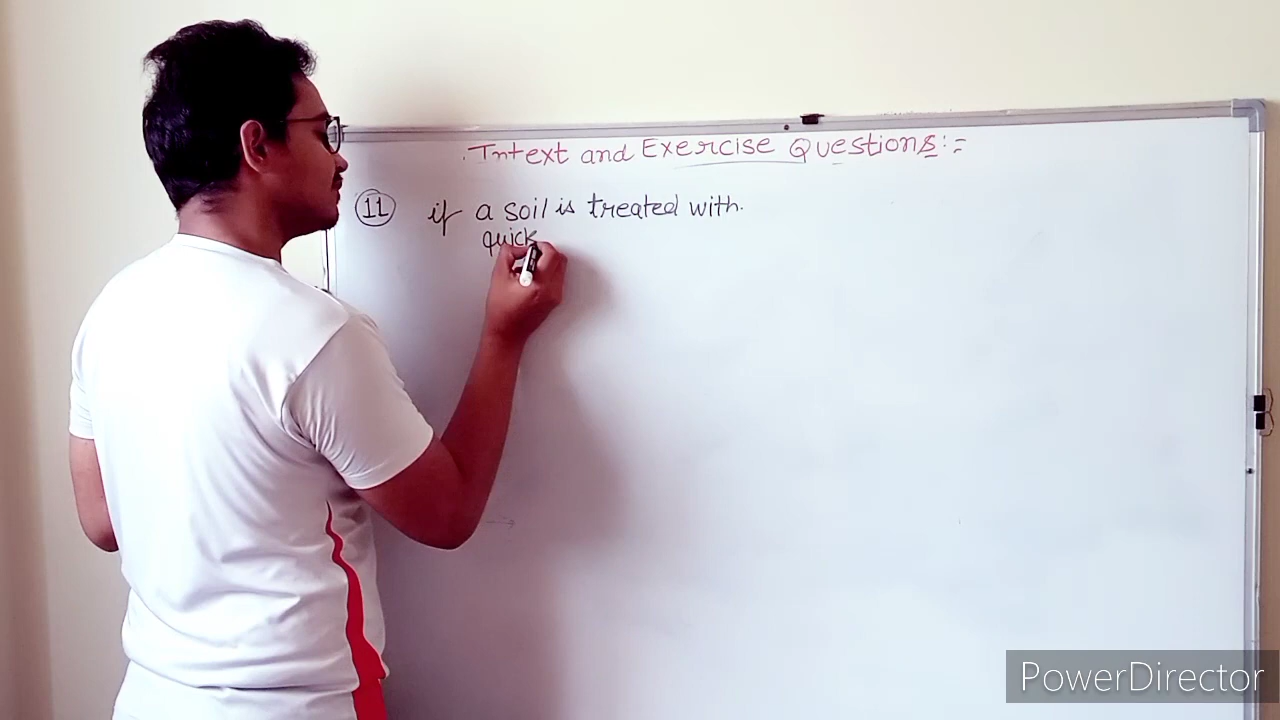 Intext and Exercise Questions:-
11 if a soil is treated with.
quick
PowerDirector